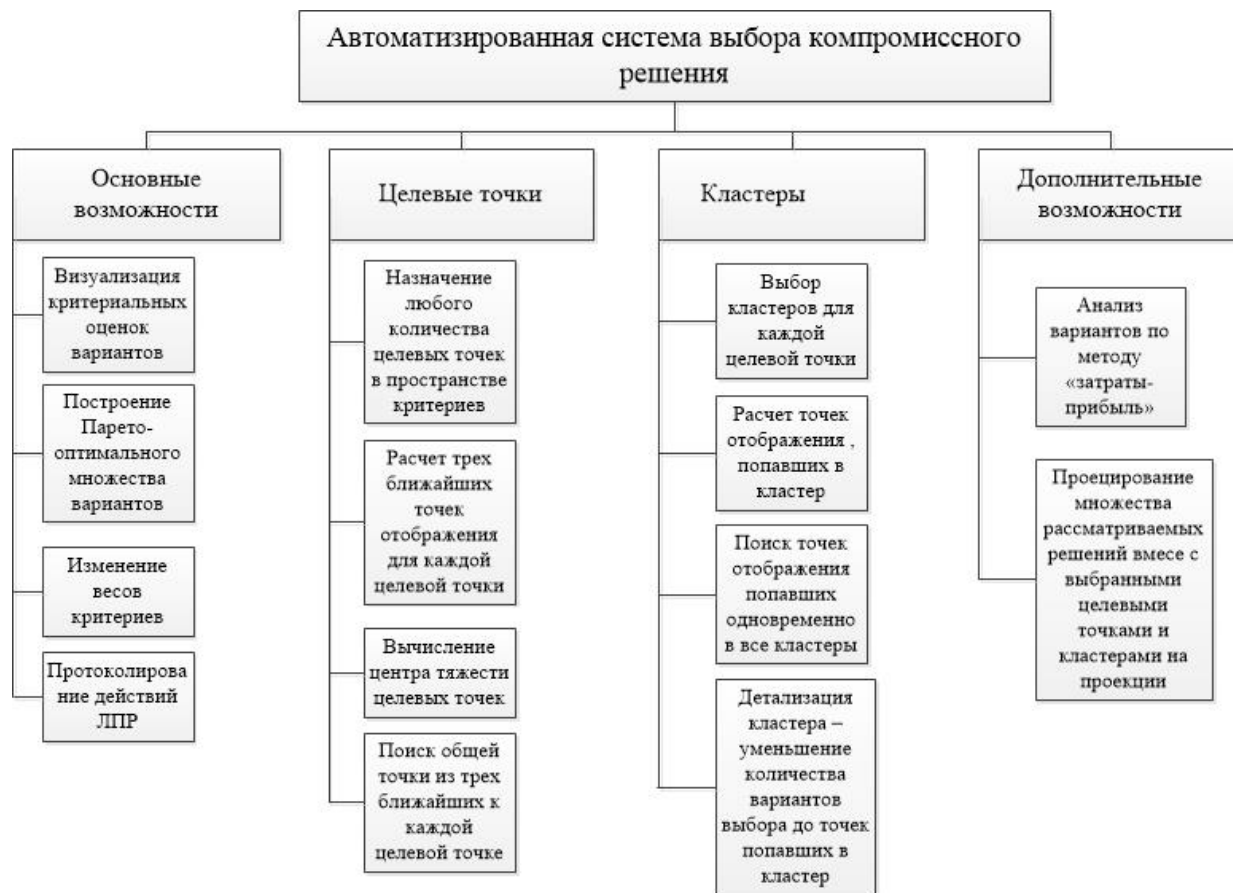 Автоматизированная система выбора компромиссного
решения
Основные
возможности
Визуализация
критериальных
оценок
вариантов
Построение
Парето-
оптимального
множества
вариантов
Изменение
весов
критериев
Протоколирова
ние действий
ЛПР
Целевые точки
Назначение
любого
количества
целевых точек
в пространстве
критериев
Расчет трех
ближайших
точек
отображения
для каждой
целевой точки
Вычисление
центра тяжести
целевых точек
Поиск общей
точки из трех
ближайших к
каждой
целевой точке
Кластеры
Выбор
кластеров для
каждой
целевой точки
Расчет точек
отображения ,
попавших в
кластер
Поиск точек
отображения
попавших
одновременно
в все кластеры
Детализация
кластера –
уменьшение
количества
вариантов
выбора до точек
попавших в
кластер
Дополнительные
возможности
Анализ
вариантов по
методу
«затраты-
прибыль»
Проецирование
множества
рассматриваемых
решений вмесе с
выбранными
целевыми
точками и
кластерами на
проекции